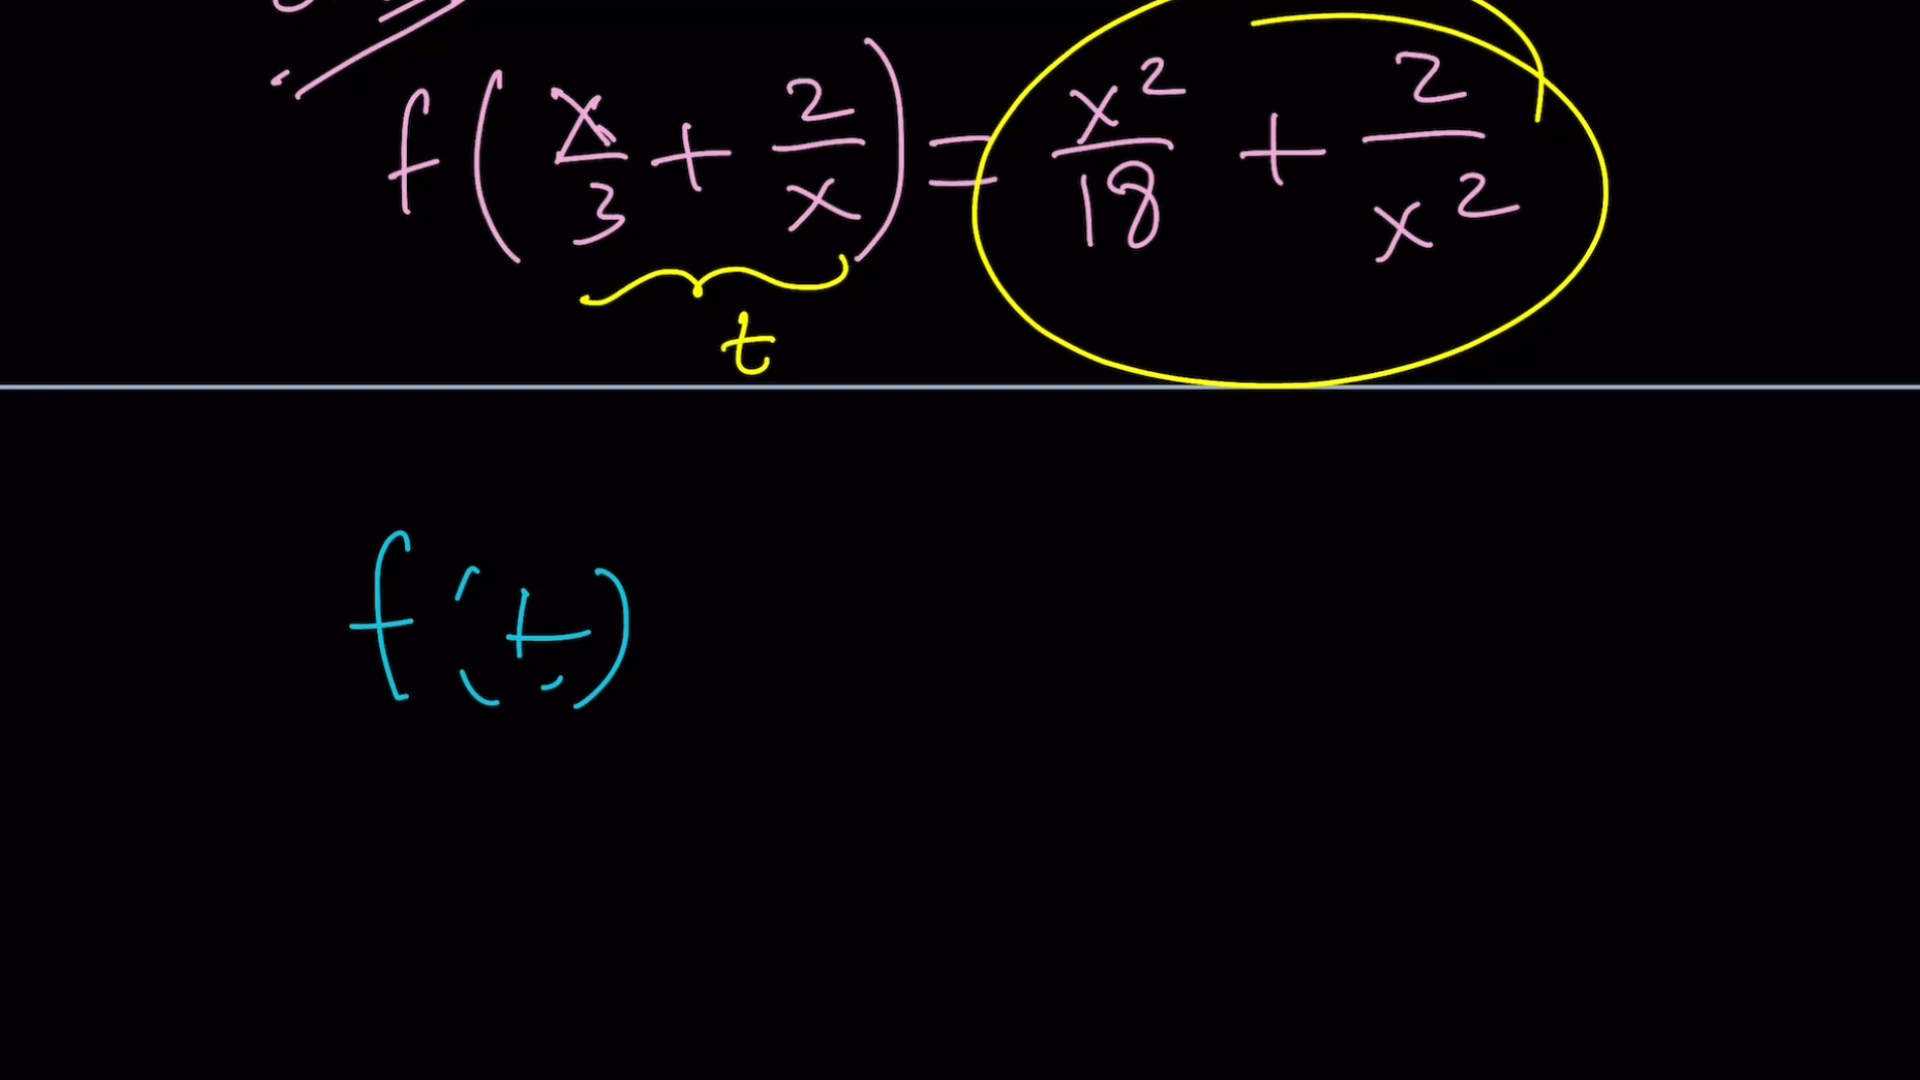 f(x/3 + 2/x) = x²/18 + 2/x²
t
f(t)